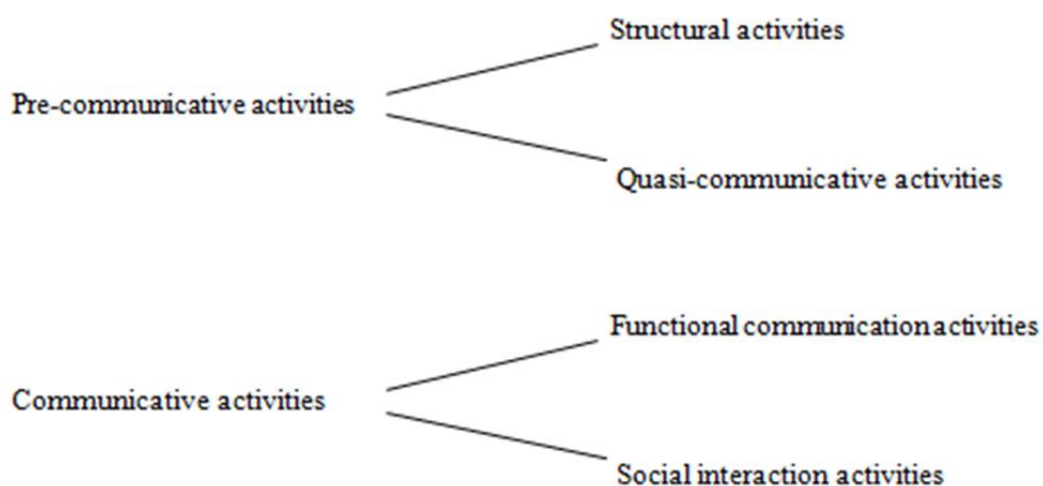 Structural activities
Pre-communicative activities
Quasi-communicative activities
Functional communication activities
Communicative activities
Social interaction activities